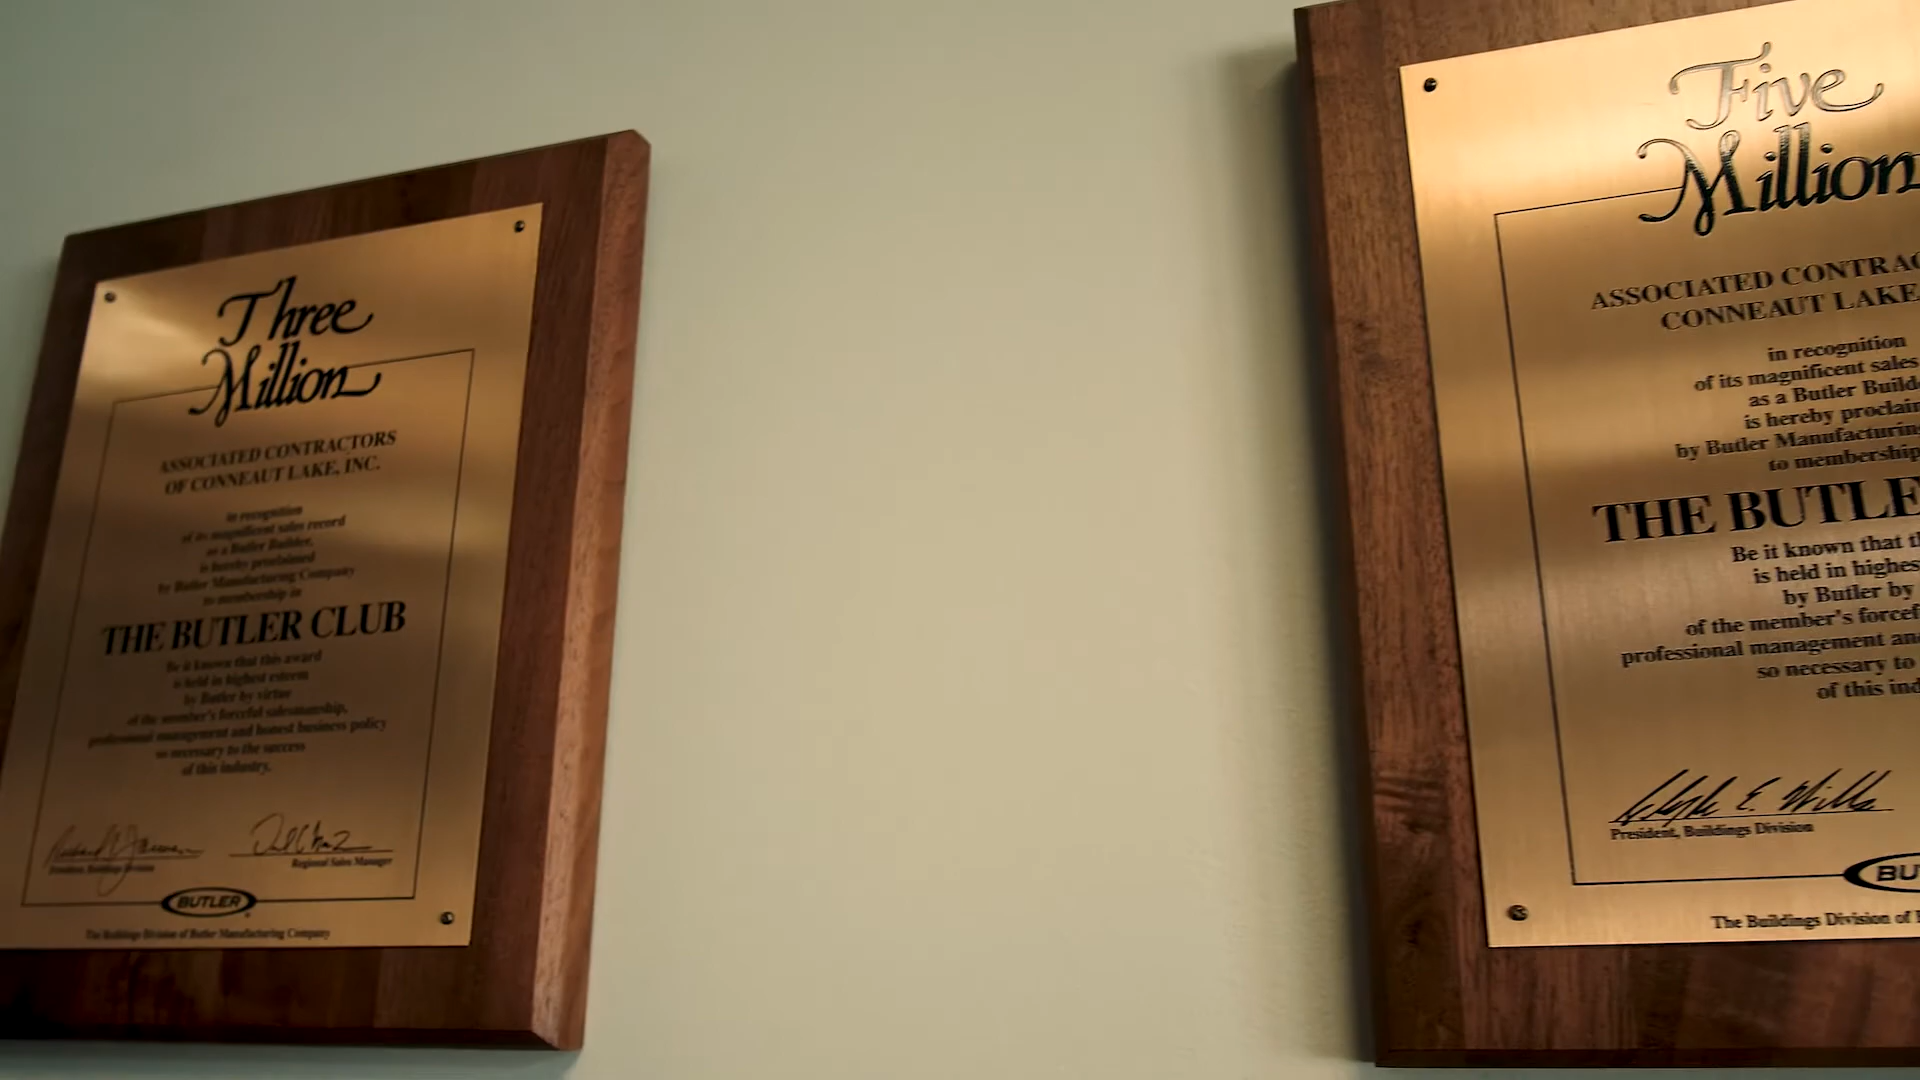 Three
Million
ASSOCIATED CONTRACTORS
OF CONNEAUT LAKE, INC.
in recognition
of its magnificent sales record
as a Butler Builder,
is hereby proclaimed
by Butler Manufacturing Company
to membership in
THE BUTLER CLUB
Be it known that this award
is held in highest esteem
by Butler by virtue
of the member's forceful salesmanship,
professional management and honest business policy
so necessary to the success
of this industry.
President, Buildings Division
Regional Sales Manager
BUTLER
The Buildings Division of Butler Manufacturing Company
Five
Million
ASSOCIATED CONTRAC
CONNEAUT LAKE
in recognition
of its magnificent sales
as a Butler Build
is hereby proclaim
by Butler Manufacturing
to membership
THE BUTLE
Be it known that th
is held in highes
by Butler by
of the member's forcef
professional management an
so necessary to
of this ind
President, Buildings Division
BU
The Buildings Division of